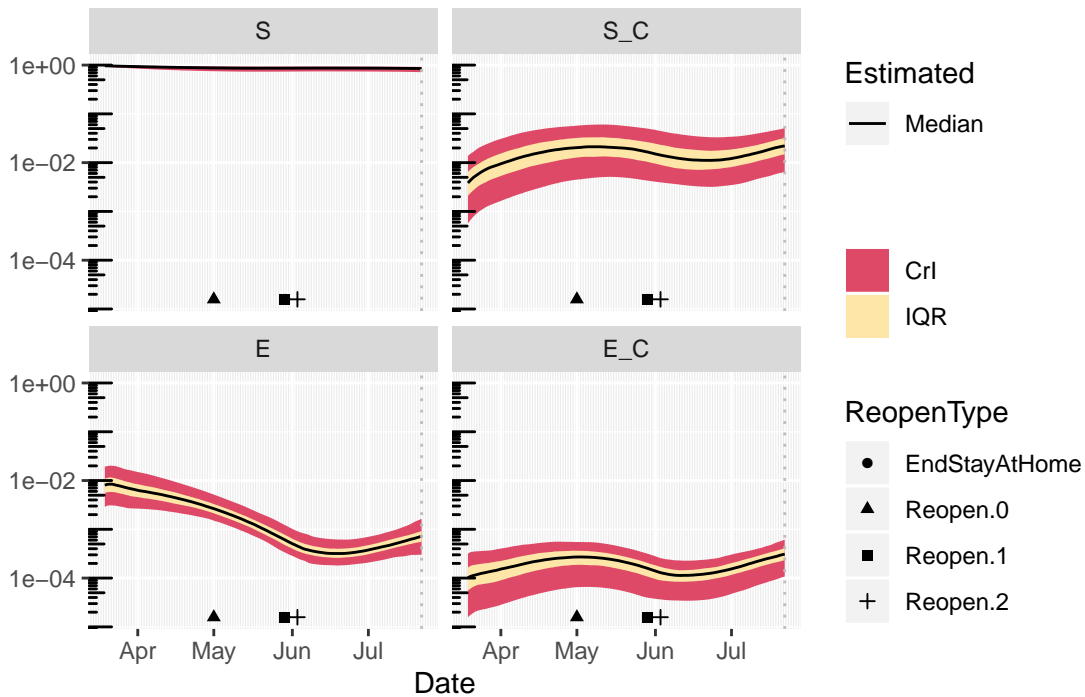 S
S_C
1e+00
1e−02
1e−04
E
E_C
1e+00
1e−02
1e−04
Apr
May
Jun
Jul
Apr
May
Jun
Jul
Date
Estimated
Median
CrI
IQR
ReopenType
EndStayAtHome
Reopen.0
Reopen.1
Reopen.2